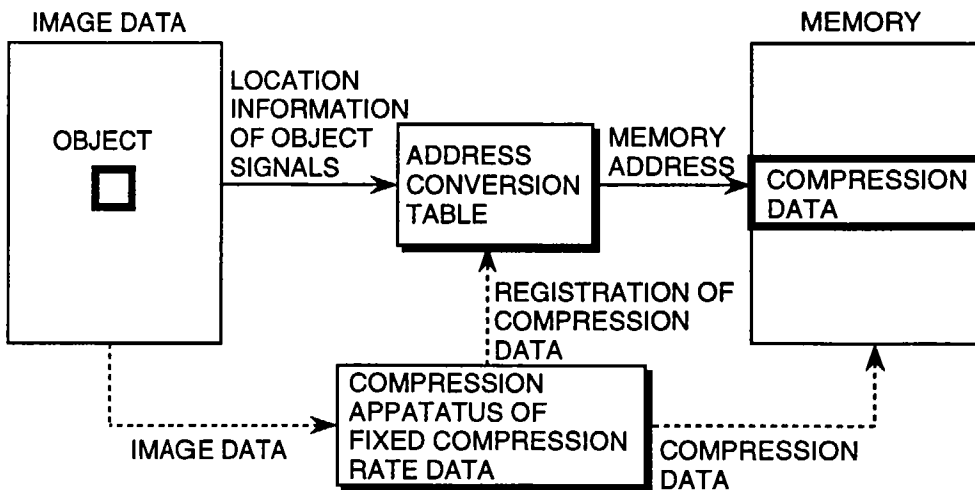 IMAGE DATA
MEMORY
LOCATION
INFORMATION
OF OBJECT
SIGNALS
OBJECT
ADDRESS
CONVERSION
TABLE
MEMORY
ADDRESS
COMPRESSION
DATA
REGISTRATION OF
COMPRESSION
DATA
COMPRESSION
APPATATUS OF
FIXED COMPRESSION
RATE DATA
IMAGE DATA
COMPRESSION
DATA